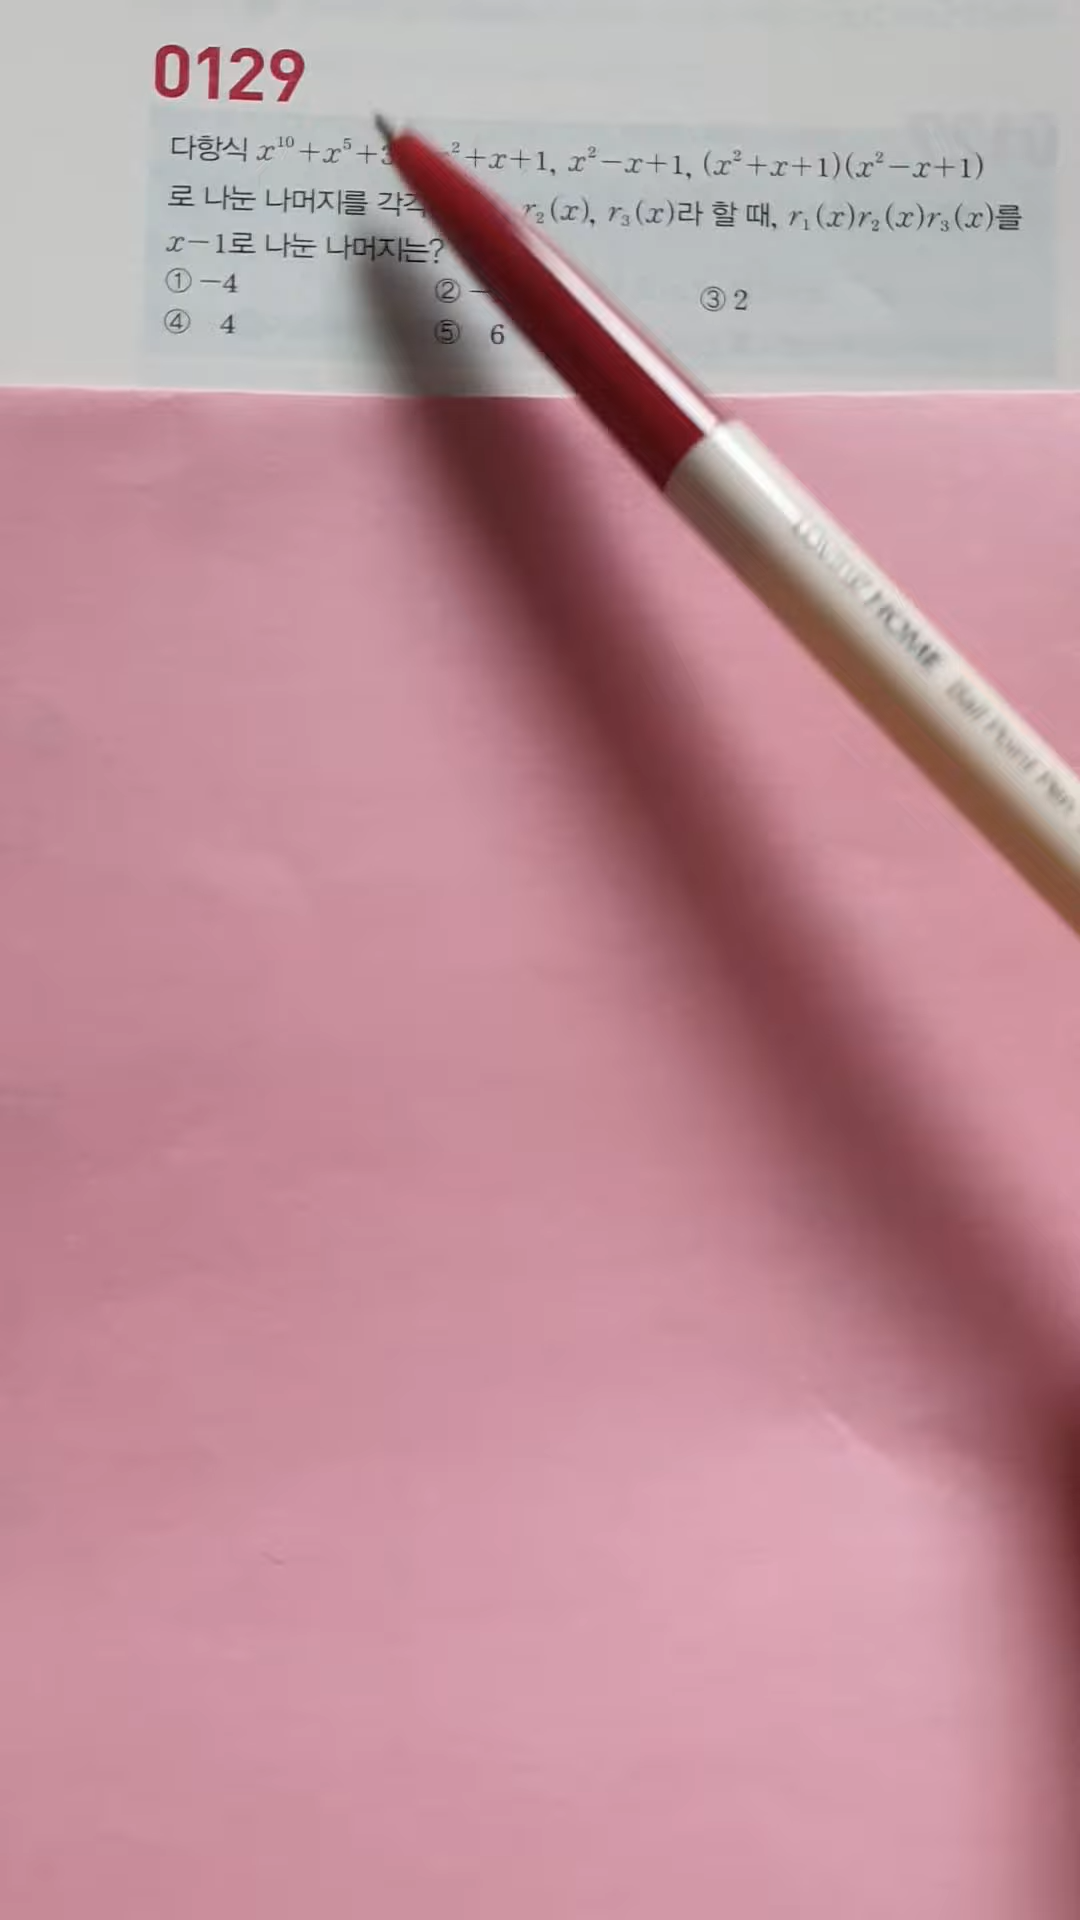 0129
다항식 x¹⁰+x⁵+3 x²+x+1, x²−x+1, (x²+x+1)(x²−x+1)
로 나눈 나머지를 각각 r₂(x), r₃(x)라 할 때, r₁(x)r₂(x)r₃(x)를
x−1로 나눈 나머지는?
① −4 ② ③ 2
④ 4 ⑤ 6
HOME Ball Point Pen